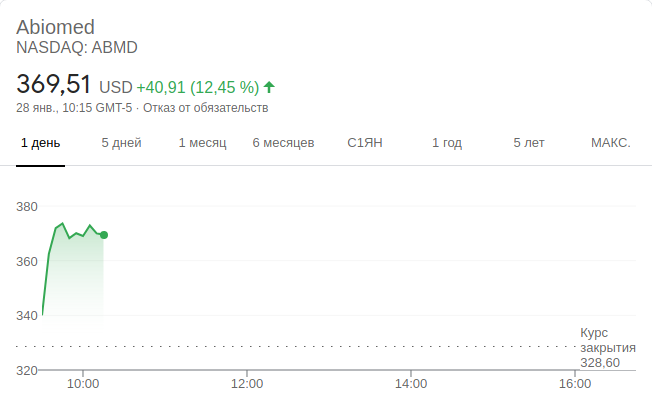 Abiomed
NASDAQ: ABMD
369,51 USD +40,91 (12,45 %)
28 янв., 10:15 GMT-5 · Отказ от обязательств
1 день 5 дней 1 месяц 6 месяцев С1ЯН 1 год 5 лет МАКС.
380
360
340
Курс
закрытия
328,60
320
10:00 12:00 14:00 16:00